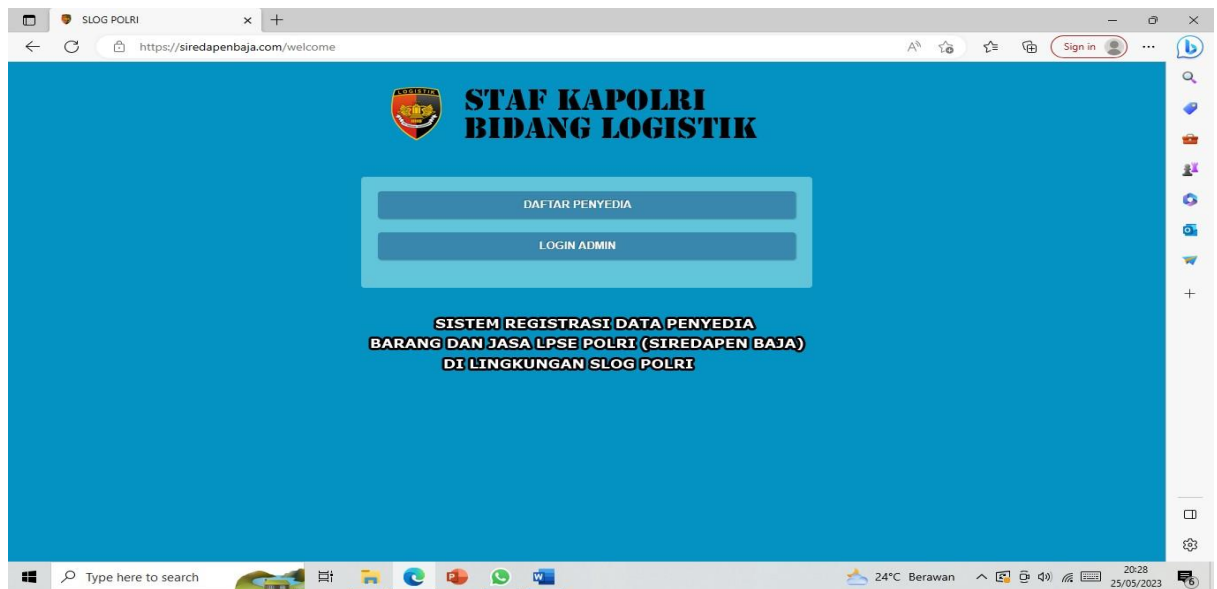 SLOG POLRI
https://siredapenbaja.com/welcome
Sign in
LOGISTIK
STAF KAPOLRI
BIDANG LOGISTIK
DAFTAR PENYEDIA
LOGIN ADMIN
SISTEM REGISTRASI DATA PENYEDIA
BARANG DAN JASA LPSE POLRI (SIREDAPEN BAJA)
DI LINGKUNGAN SLOG POLRI
Type here to search
24°C Berawan
20:28
25/05/2023
6